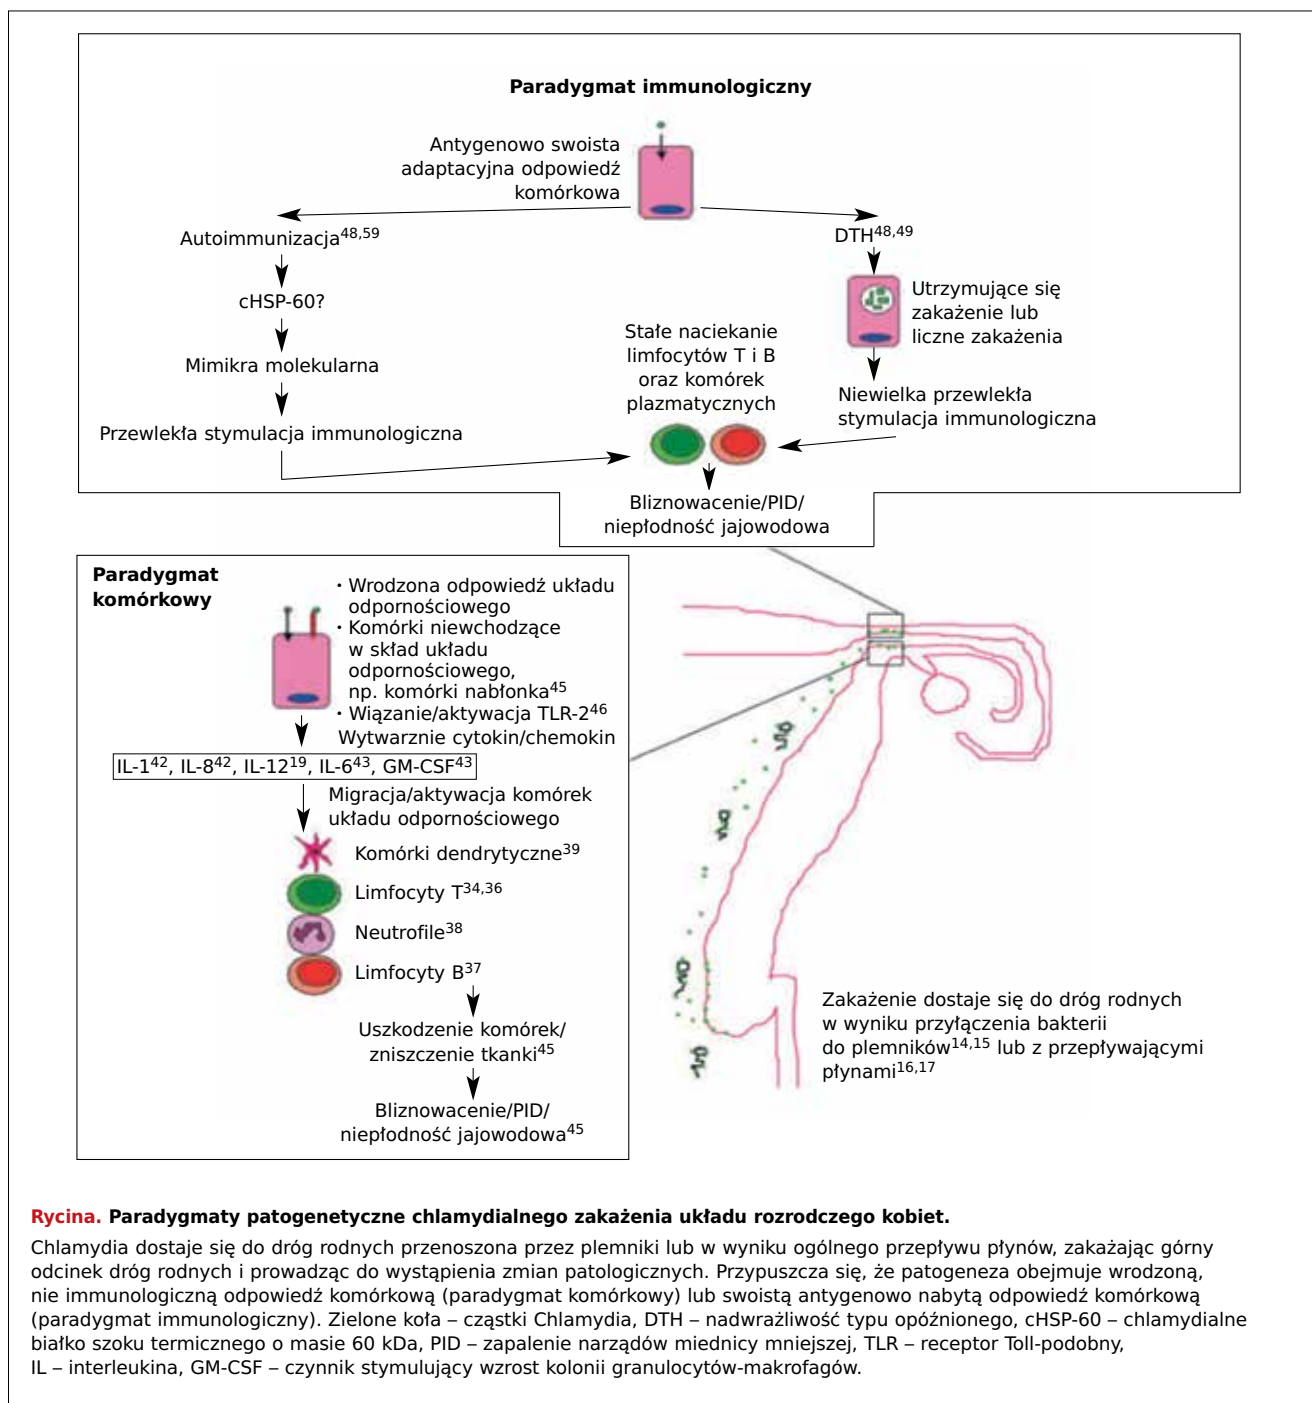 Paradygmat immunologiczny
Antygenowo swoista
adaptacyjna odpowiedź
komórkowa
Autoimmunizacja48,59
cHSP-60?
Mimikra molekularna
Przewlekła stymulacja immunologiczna
DTH48,49
Utrzymujące się
zakażenie lub
liczne zakażenia
Niewielka przewlekła
stymulacja immunologiczna
Stałe naciekanie
limfocytów T i B
oraz komórek
plazmatycznych
Bliznowacenie/PID/
niepłodność jajowodowa
Paradygmat
komórkowy
· Wrodzona odpowiedź układu
odpornościowego
· Komórki niewchodzące
w skład układu
odpornościowego,
np. komórki nabłonka45
· Wiązanie/aktywacja TLR-246
Wytwarznie cytokin/chemokin
IL-142, IL-842, IL-1219, IL-643, GM-CSF43
Migracja/aktywacja komórek
układu odpornościowego
Komórki dendrytyczne39
Limfocyty T34,36
Neutrofile38
Limfocyty B37
Uszkodzenie komórek/
zniszczenie tkanki45
Bliznowacenie/PID/
niepłodność jajowodowa45
Zakażenie dostaje się do dróg rodnych
w wyniku przyłączenia bakterii
do plemników14,15 lub z przepływającymi
płynami16,17
Rycina. Paradygmaty patogenetyczne chlamydialnego zakażenia układu rozrodczego kobiet.
Chlamydia dostaje się do dróg rodnych przenoszona przez plemniki lub w wyniku ogólnego przepływu płynów, zakażając górny
odcinek dróg rodnych i prowadząc do wystąpienia zmian patologicznych. Przypuszcza się, że patogeneza obejmuje wrodzoną,
nie immunologiczną odpowiedź komórkową (paradygmat komórkowy) lub swoistą antygenowo nabytą odpowiedź komórkową
(paradygmat immunologiczny). Zielone koła – cząstki Chlamydia, DTH – nadwrażliwość typu opóźnionego, cHSP-60 – chlamydialne
białko szoku termicznego o masie 60 kDa, PID – zapalenie narządów miednicy mniejszej, TLR – receptor Toll-podobny,
IL – interleukina, GM-CSF – czynnik stymulujący wzrost kolonii granulocytów-makrofagów.